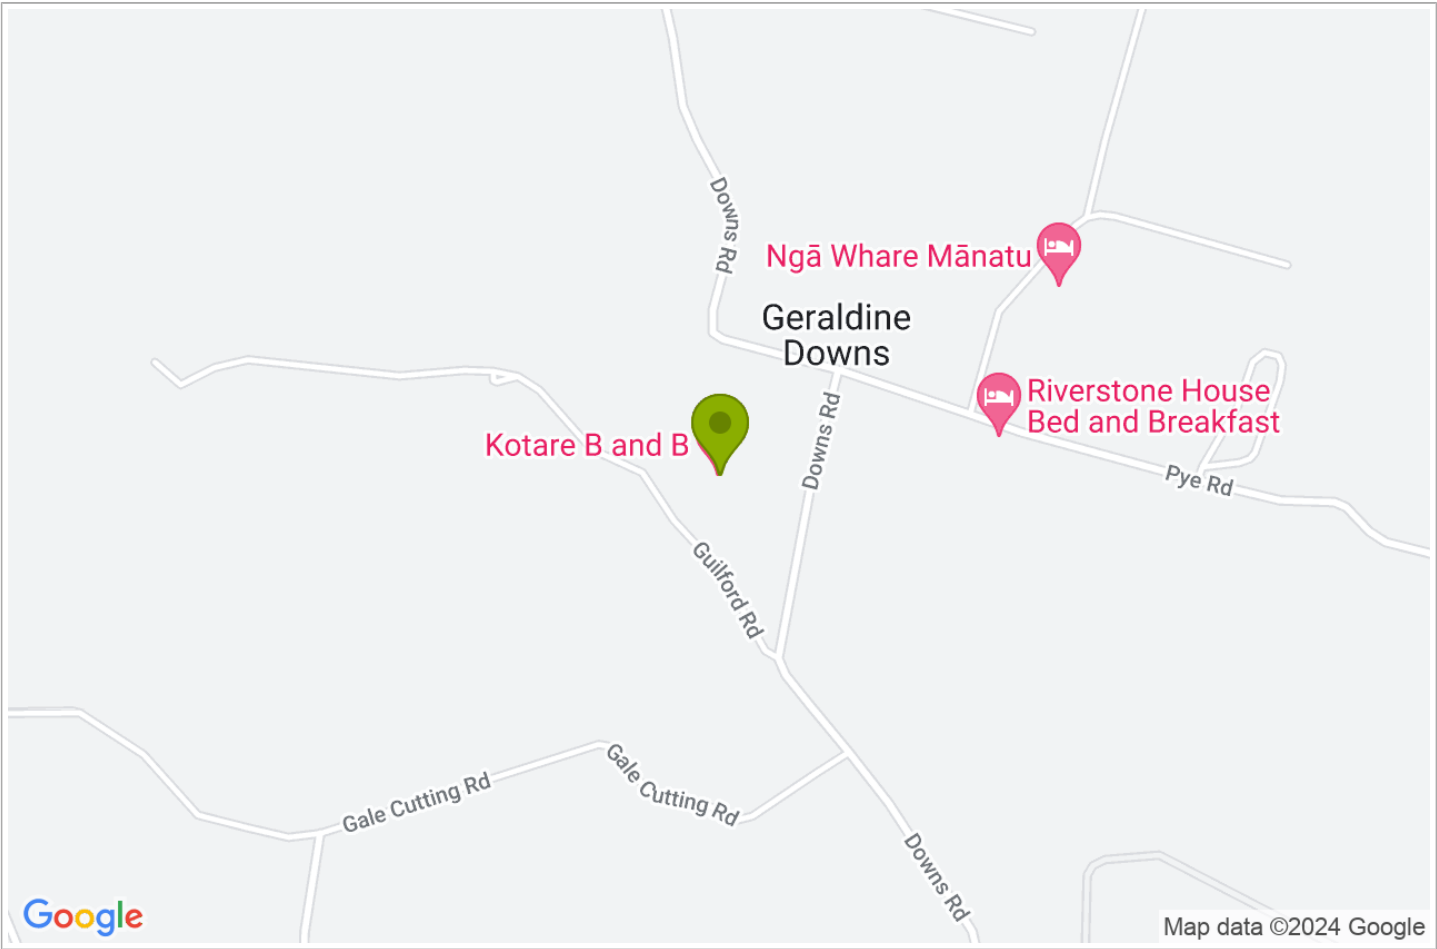 Downs Rd
Ngā Whare Mānatu
Geraldine
Downs
Riverstone House
Bed and Breakfast
Kotare B and B
Downs Rd
Pye Rd
Guilford Rd
Gale Cutting Rd
Gale Cutting Rd
Downs Rd
Google
Map data ©2024 Google